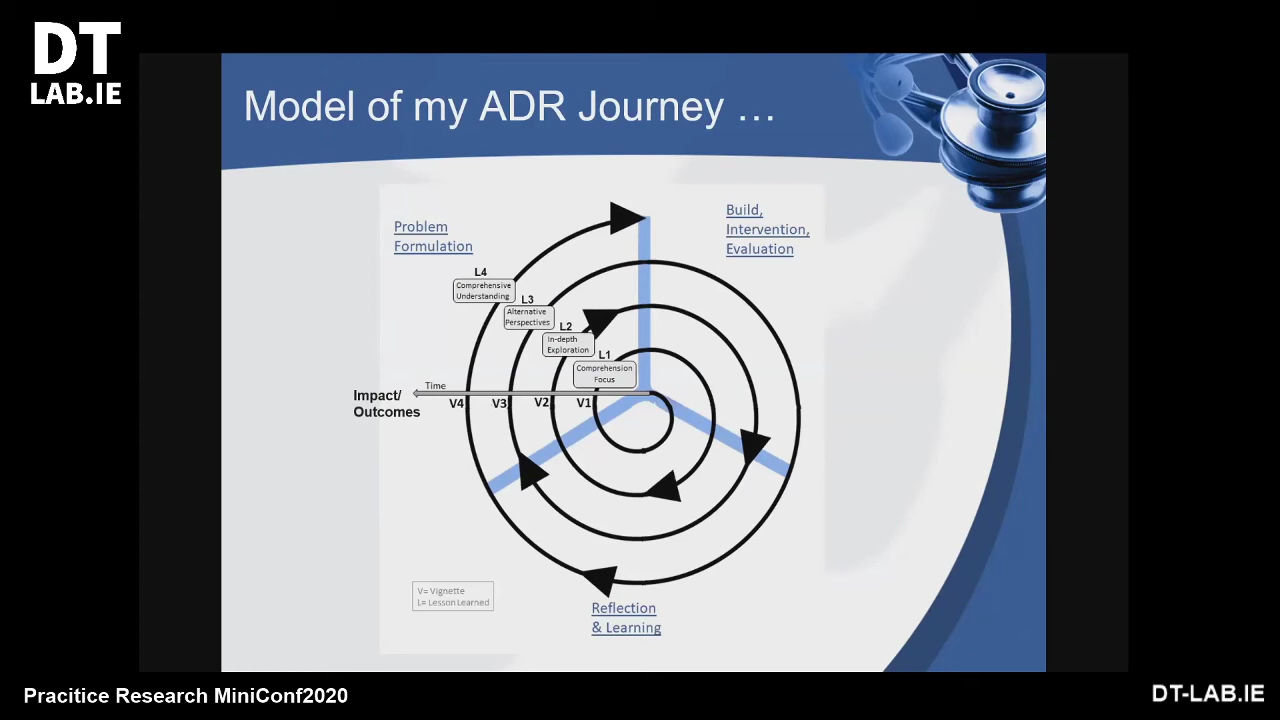 DT
LAB.IE
Model of my ADR Journey …
Problem
Formulation
Build,
Intervention,
Evaluation
L4
Comprehensive
Understanding
L3
Alternative
Perspectives
L2
In-depth
Exploration
L1
Comprehension
Focus
Time
Impact/
Outcomes
V4
V3
V2
V1
V= Vignette
L= Lesson Learned
Reflection
& Learning
Pracitice Research MiniConf2020
DT-LAB.IE